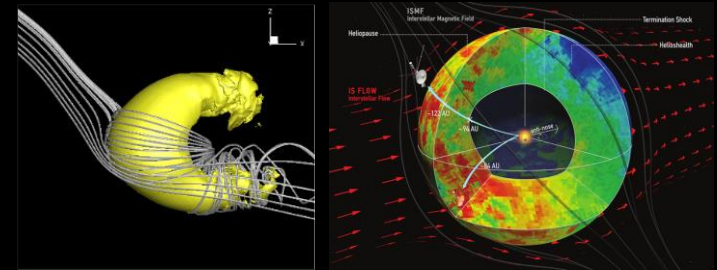 Z
X
ISMF
Interstellar Magnetic Field
Heliopause
Termination Shock
Heliosheath
IS FLOW
Interstellar Flow
~122 AU
~94 AU
~84 AU
anti-nose